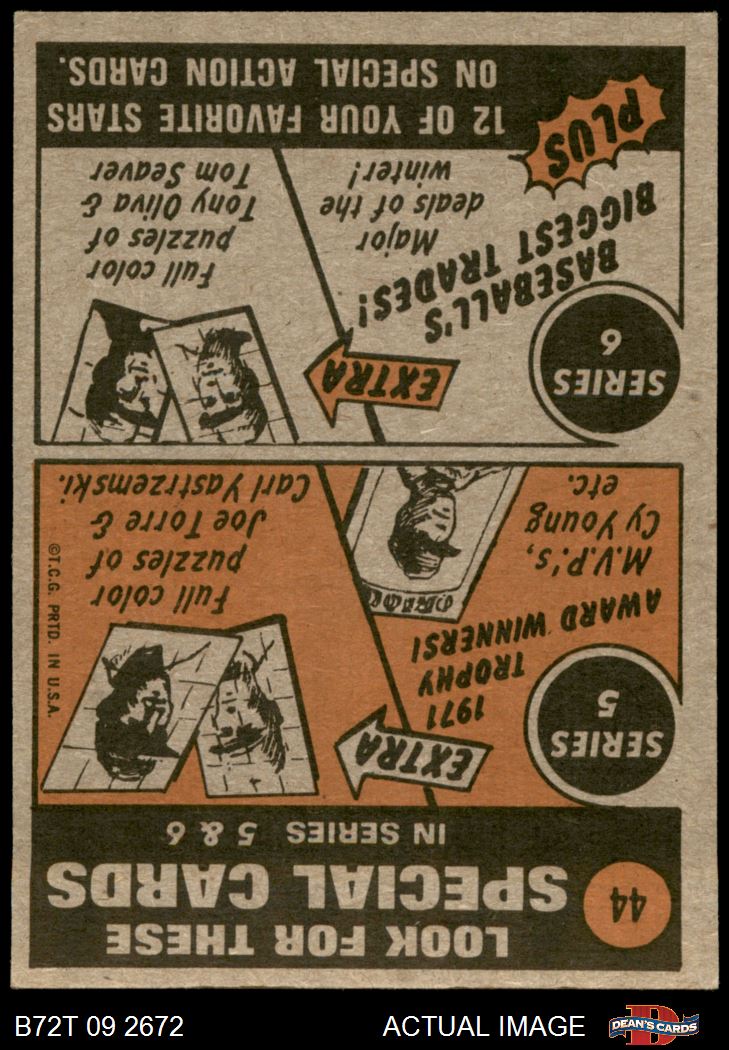 44
LOOK FOR THESE
SPECIAL CARDS
IN SERIES 5 & 6
SERIES
5
1971
TROPHY
AWARD WINNERS!
M.V.P.'s,
Cy Young
etc.
EXTRA
Full color
puzzles of
Joe Torre &
Carl Yastrzemski.
©T.C.G. PRTD. IN U.S.A.
SERIES
6
BASEBALL'S
BIGGEST TRADES!
Major
deals of the
winter!
EXTRA
Full color
puzzles of
Tony Oliva &
Tom Seaver
PLUS
12 OF YOUR FAVORITE STARS
ON SPECIAL ACTION CARDS.
B72T 09 2672
ACTUAL IMAGE
D
DEAN'S CARDS